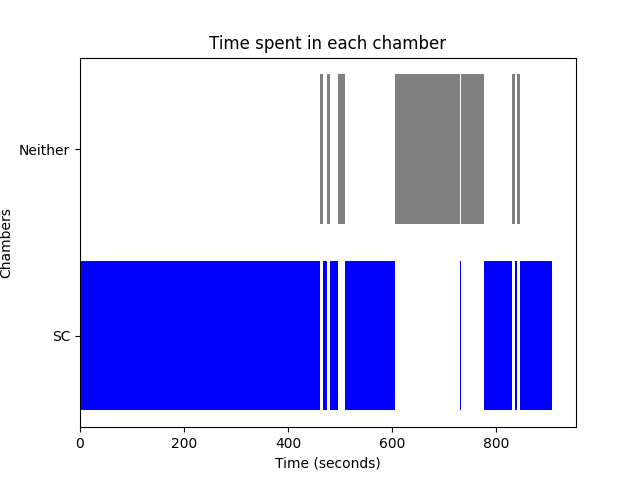 Time spent in each chamber
Neither
Chambers
SC
0 200 400 600 800
Time (seconds)